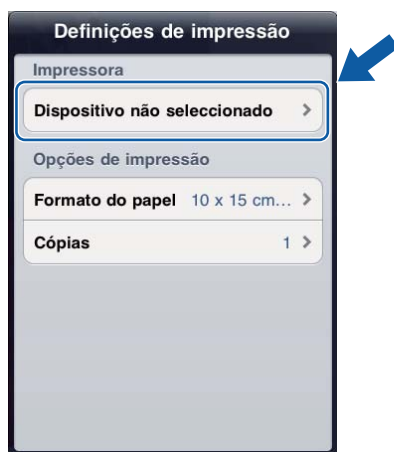 Definições de impressão
Impressora
Dispositivo não seleccionado
Opções de impressão
Formato do papel 10 x 15 cm...
Cópias 1